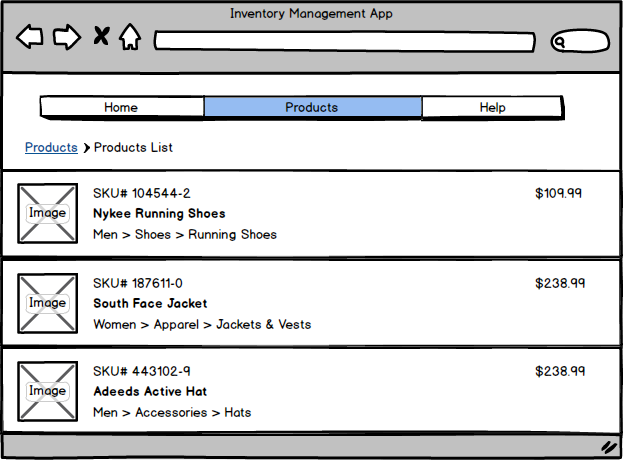 Inventory Management App
Home Products Help
Products > Products List
Image
SKU# 104544-2 $109.99
Nykee Running Shoes
Men > Shoes > Running Shoes
Image
SKU# 187611-0 $238.99
South Face Jacket
Women > Apparel > Jackets & Vests
Image
SKU# 443102-9 $238.99
Adeeds Active Hat
Men > Accessories > Hats